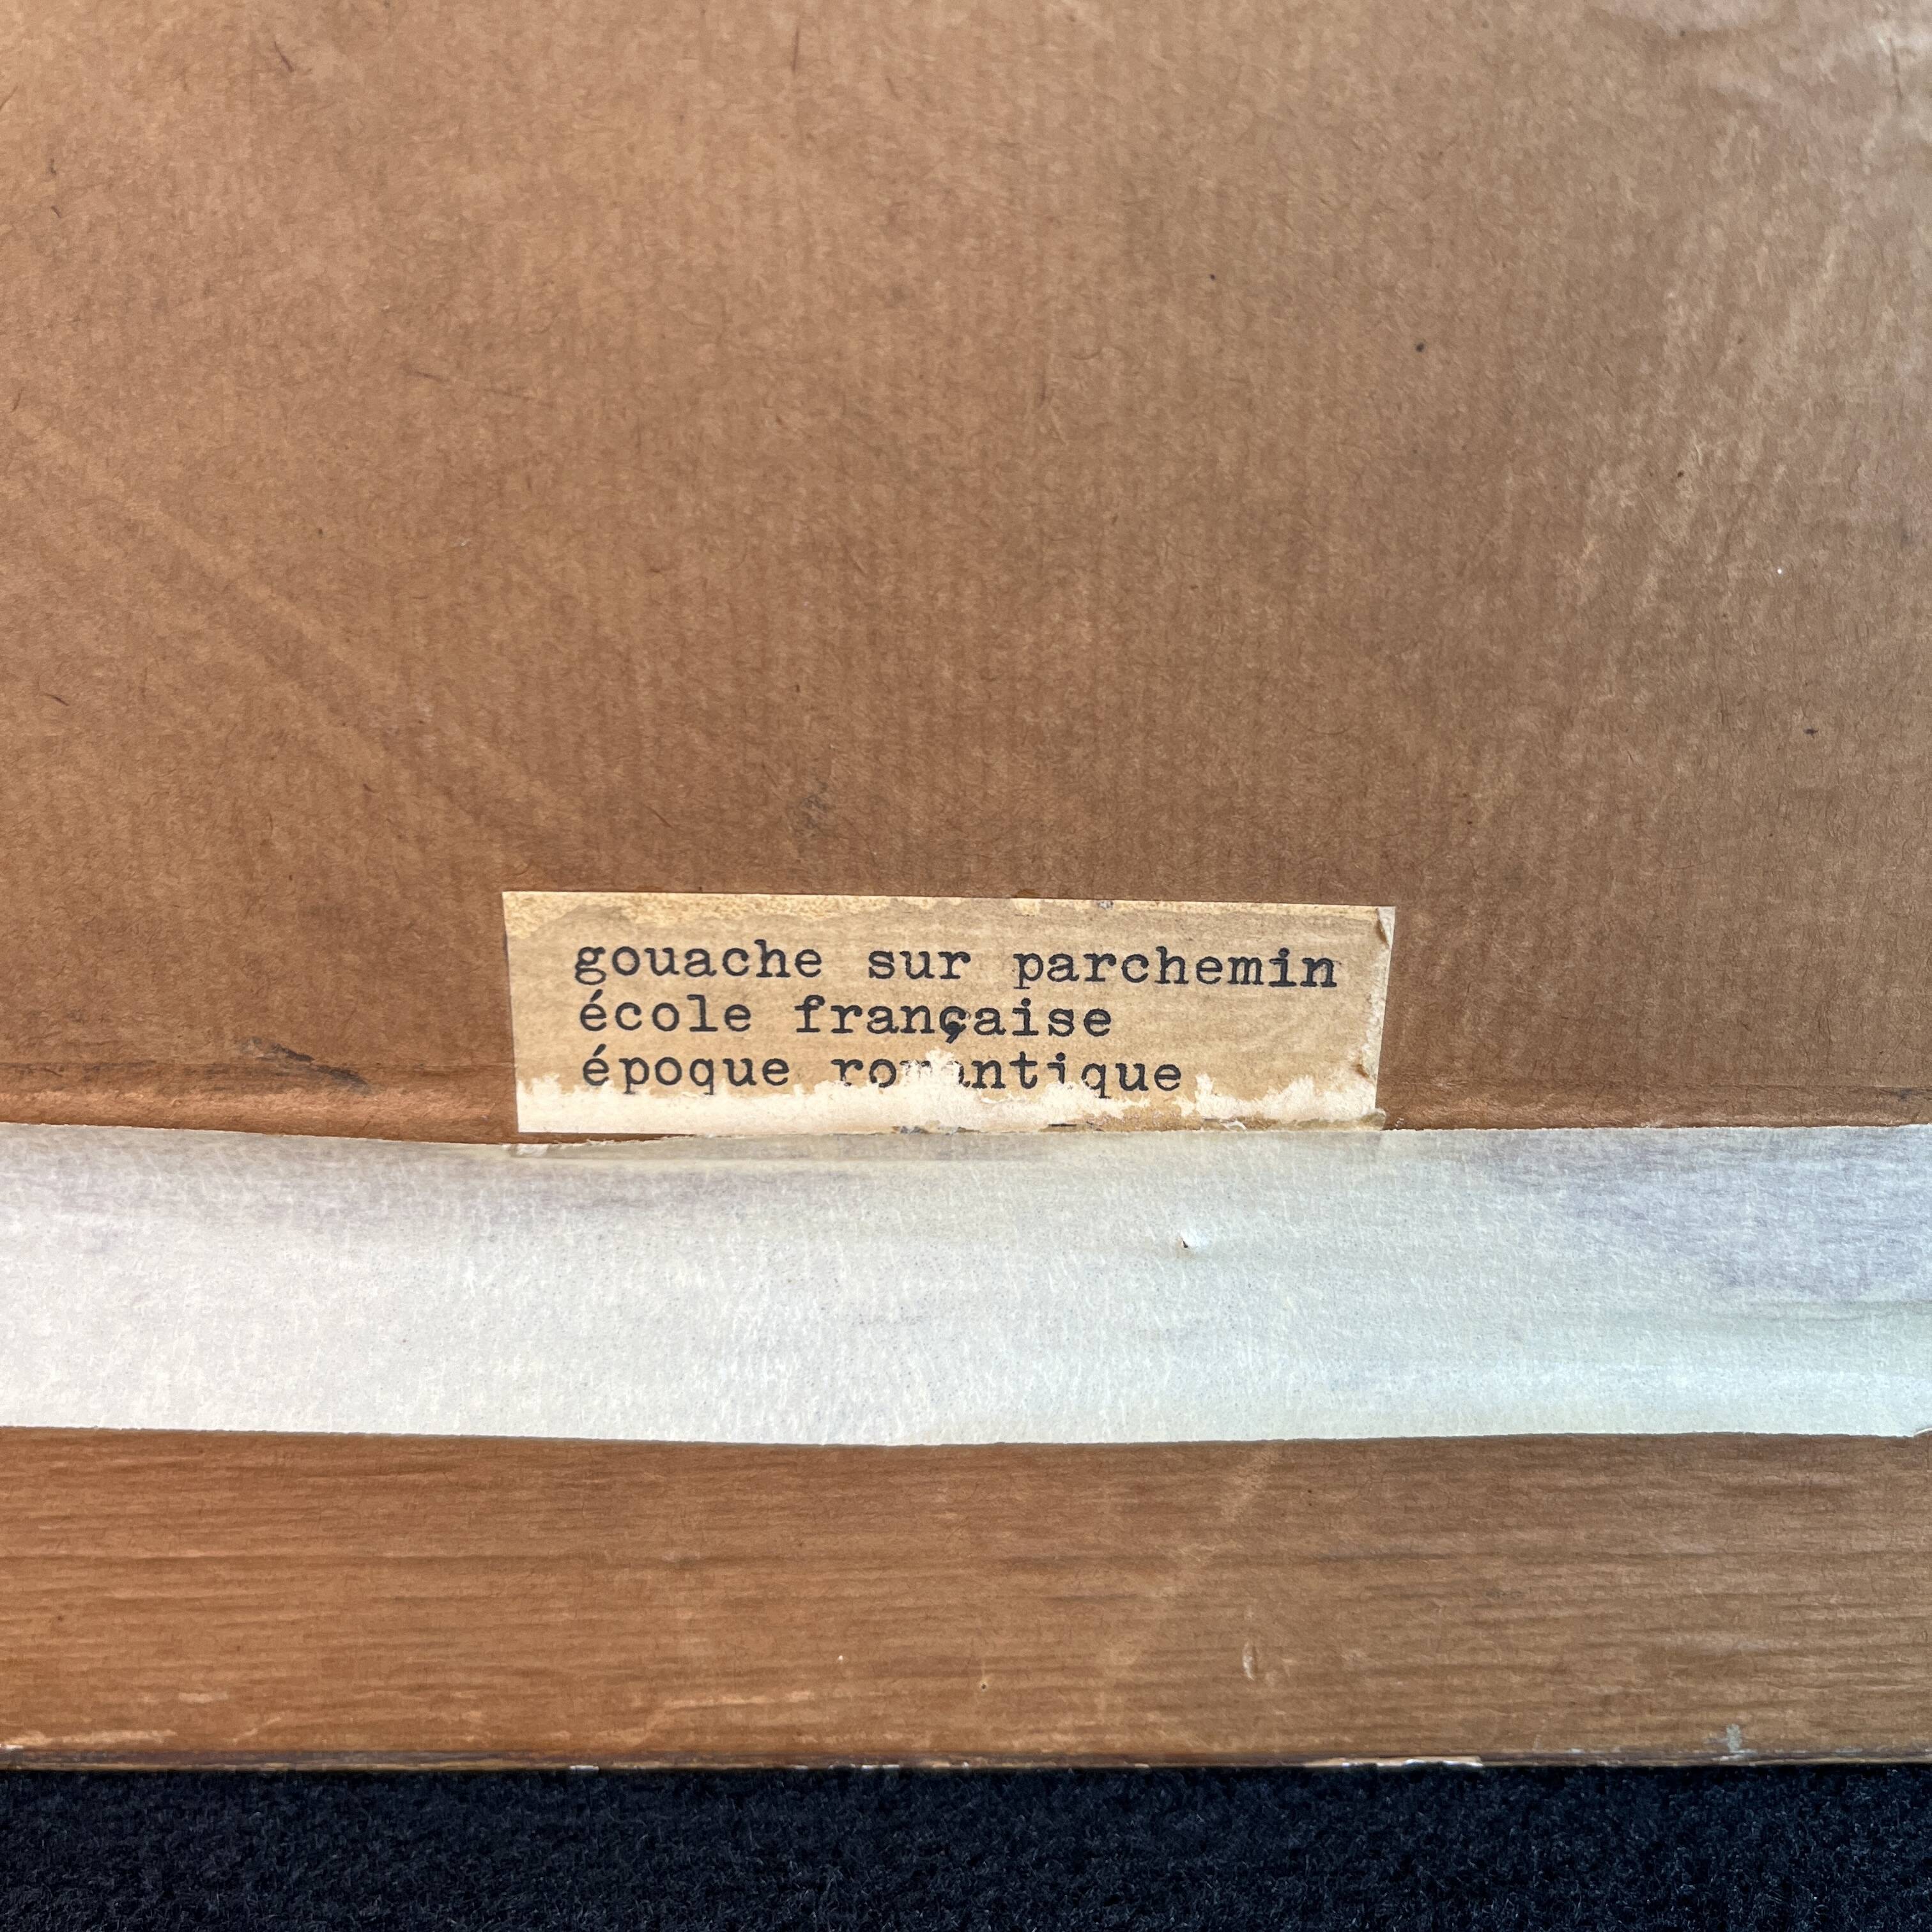 gouache sur parchemin
école française
époque romantique